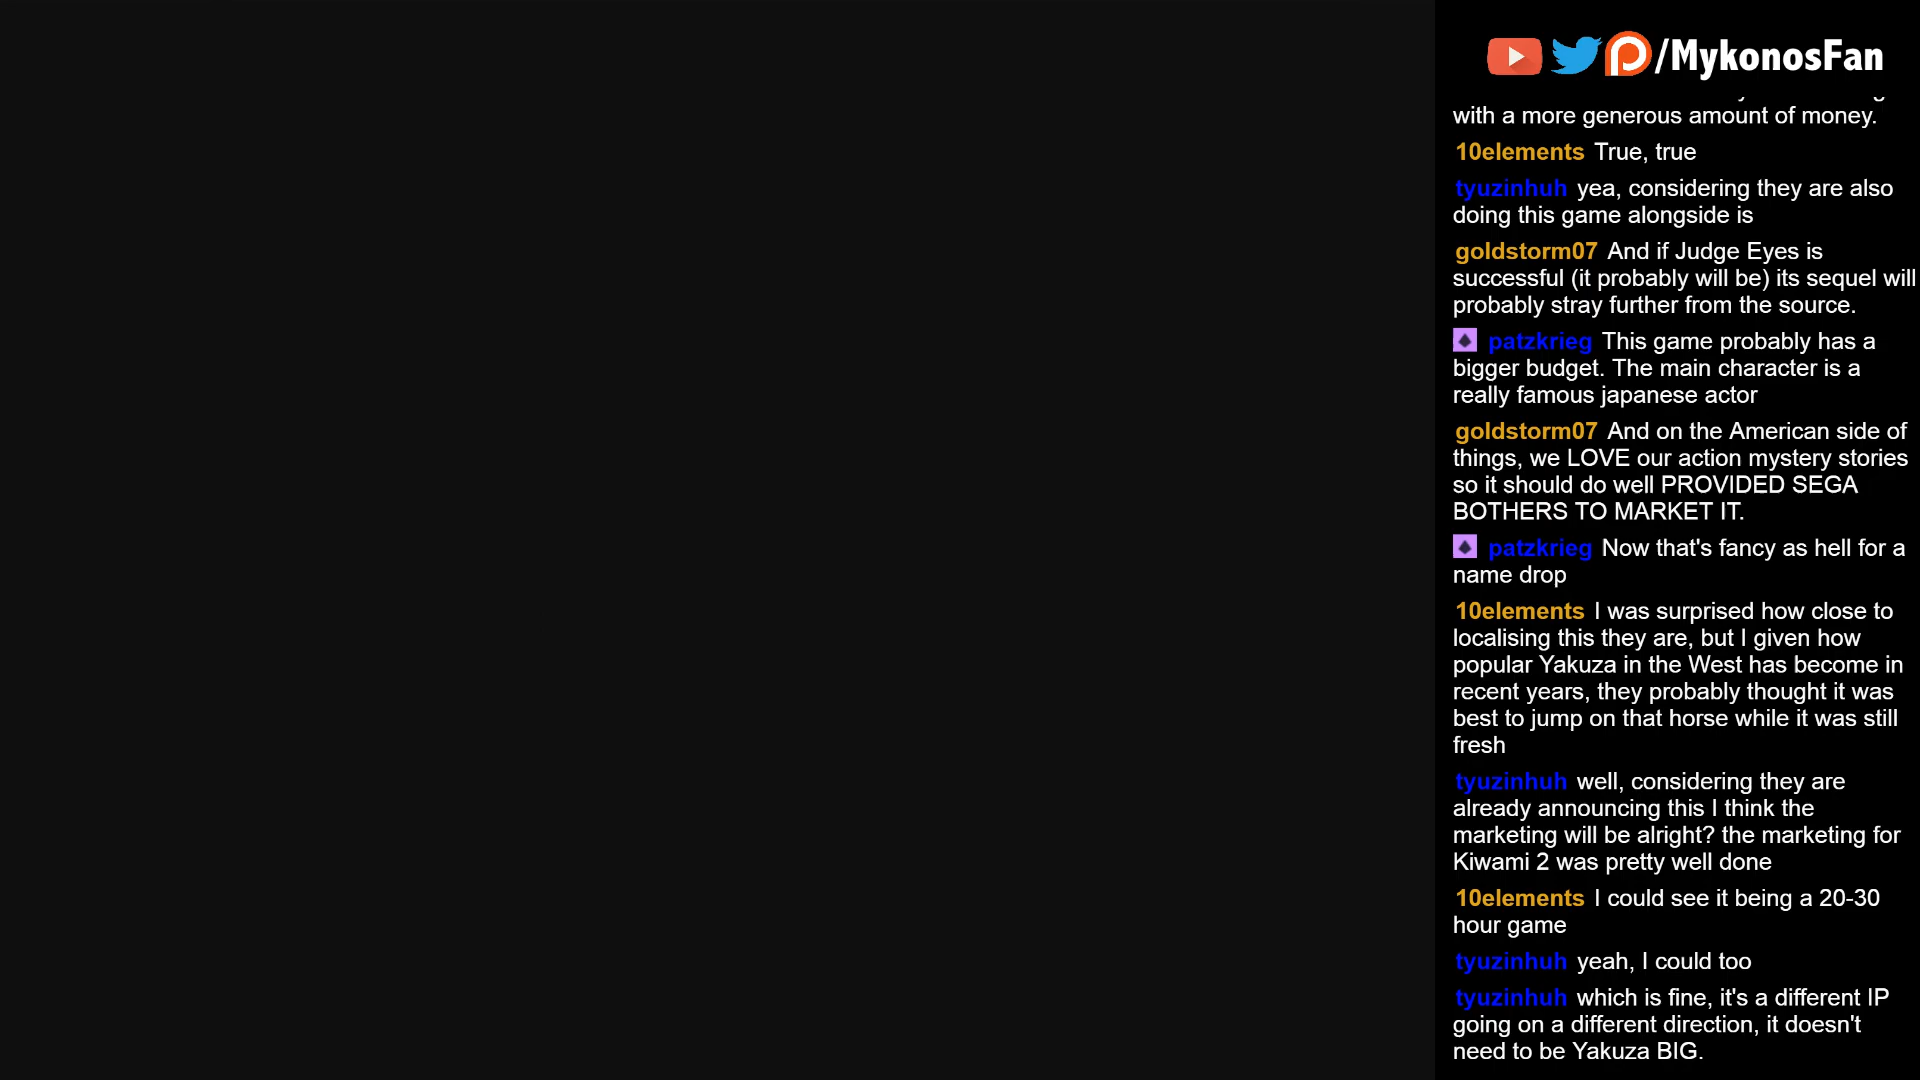 /MykonosFan
with a more generous amount of money.
10elements True, true
tyuzinhuh yea, considering they are also
doing this game alongside is
goldstorm07 And if Judge Eyes is
successful (it probably will be) its sequel will
probably stray further from the source.
patzkrieg This game probably has a
bigger budget. The main character is a
really famous japanese actor
goldstorm07 And on the American side of
things, we LOVE our action mystery stories
so it should do well PROVIDED SEGA
BOTHERS TO MARKET IT.
patzkrieg Now that's fancy as hell for a
name drop
10elements I was surprised how close to
localising this they are, but I given how
popular Yakuza in the West has become in
recent years, they probably thought it was
best to jump on that horse while it was still
fresh
tyuzinhuh well, considering they are
already announcing this I think the
marketing will be alright? the marketing for
Kiwami 2 was pretty well done
10elements I could see it being a 20-30
hour game
tyuzinhuh yeah, I could too
tyuzinhuh which is fine, it's a different IP
going on a different direction, it doesn't
need to be Yakuza BIG.